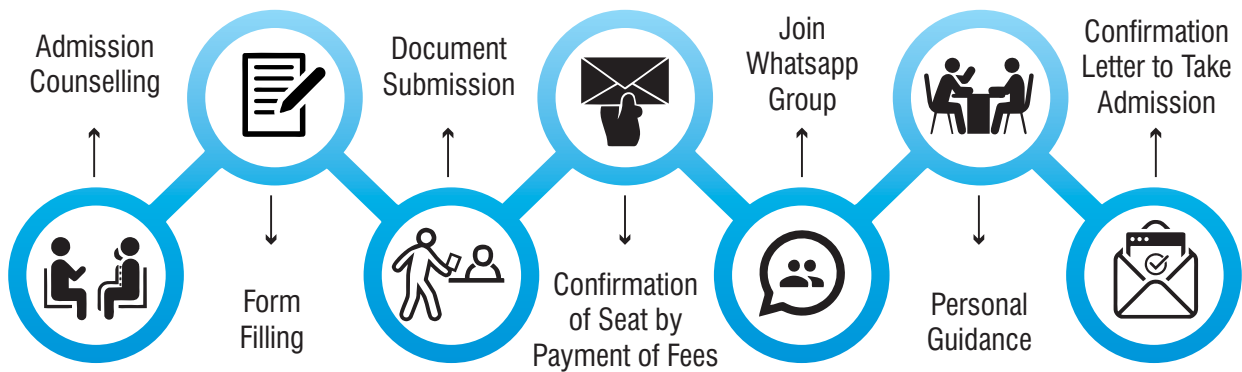 Admission
Counselling
Form
Filling
Document
Submission
Confirmation
of Seat by
Payment of Fees
Join
Whatsapp
Group
Personal
Guidance
Confirmation
Letter to Take
Admission